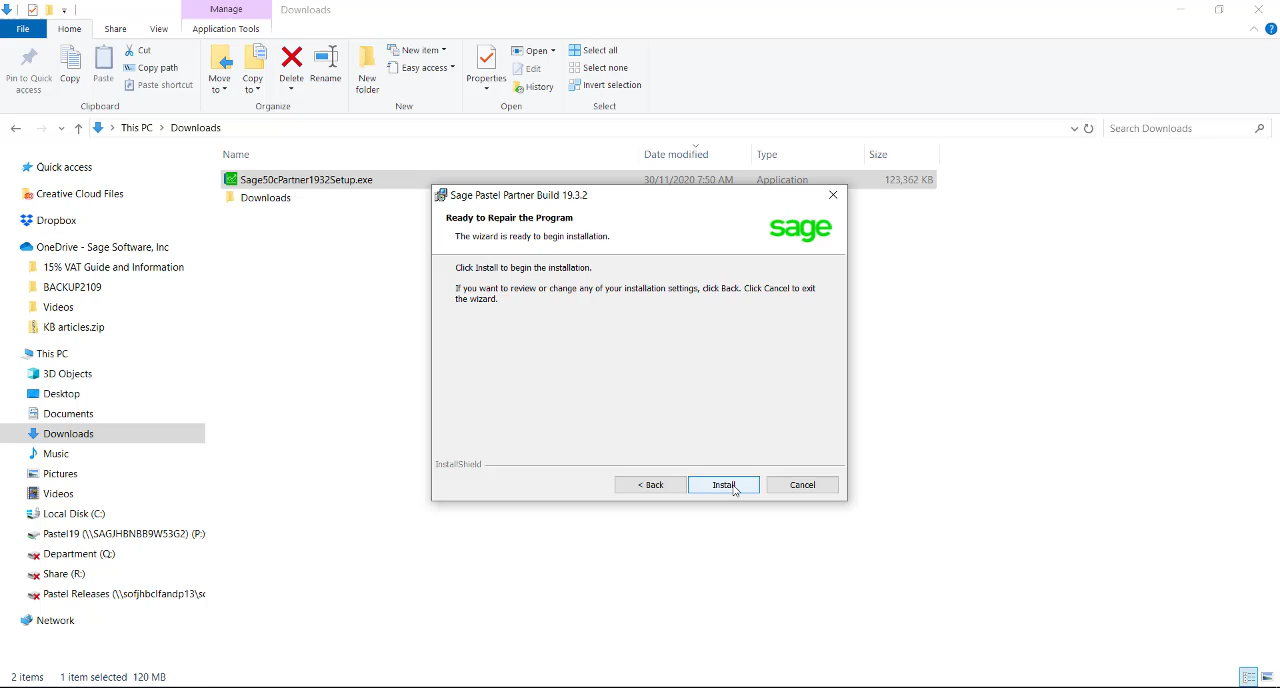 Manage
Downloads
File
Home
Share
View
Application Tools
Pin to Quick
access
Copy
Paste
Cut
Copy path
Paste shortcut
Clipboard
Move
to
Copy
to
Delete
Rename
Organize
New
folder
New item
Easy access
New
Properties
Open
Edit
History
Open
Select all
Select none
Invert selection
Select
This PC > Downloads
Search Downloads
Name
Date modified
Type
Size
Sage50cPartner1932Setup.exe
30/11/2020 7:50 AM
Application
123,362 KB
Downloads
Quick access
Creative Cloud Files
Dropbox
OneDrive - Sage Software, Inc
15% VAT Guide and Information
BACKUP2109
Videos
KB articles.zip
This PC
3D Objects
Desktop
Documents
Downloads
Music
Pictures
Videos
Local Disk (C:)
Pastel19 (\\SAGJHBNBB9W53G2) (P:)
Department (Q:)
Share (R:)
Pastel Releases (\\sofjhbclfandp13\sc
Network
Sage Pastel Partner Build 19.3.2
Ready to Repair the Program
The wizard is ready to begin installation.
sage
Click Install to begin the installation.
If you want to review or change any of your installation settings, click Back. Click Cancel to exit
the wizard.
InstallShield
< Back
Install
Cancel
2 items
1 item selected 120 MB